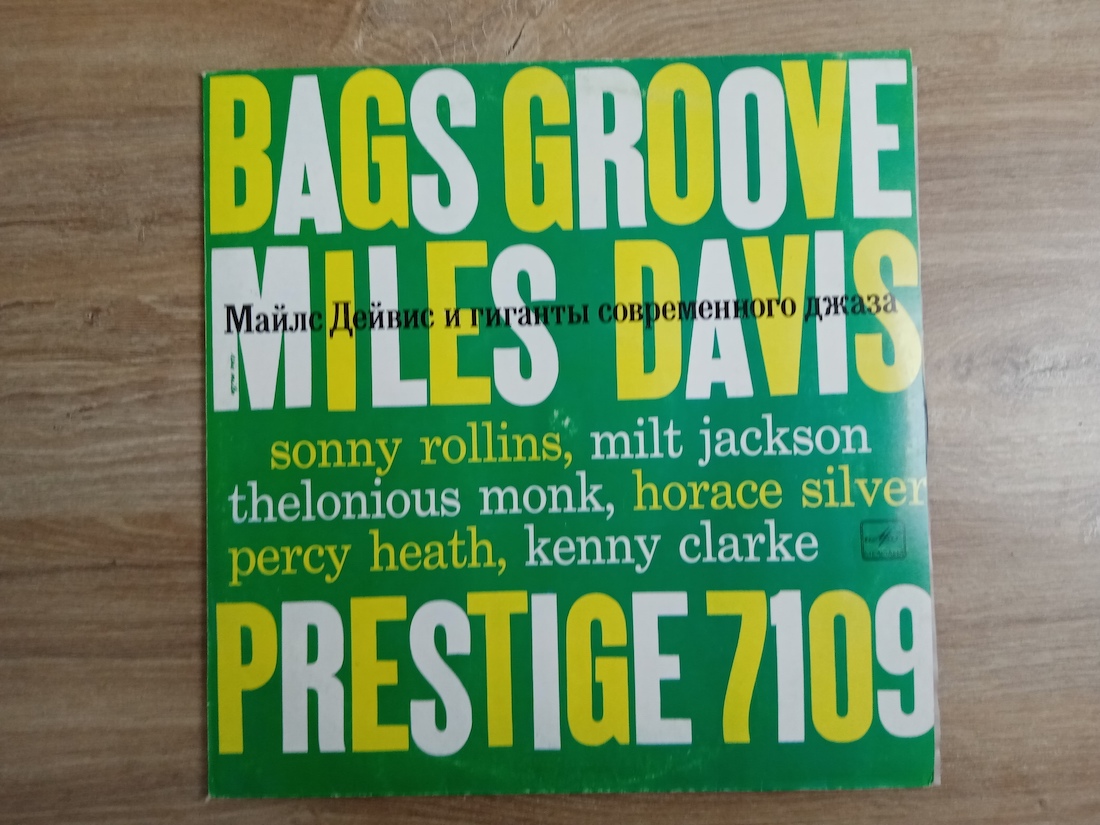 BAGS GROOVE
MILES DAVIS
Майлс Дейвис и гиганты современного джаза
sonny rollins, milt jackson
thelonious monk, horace silver
percy heath, kenny clarke
PRESTIGE 7109